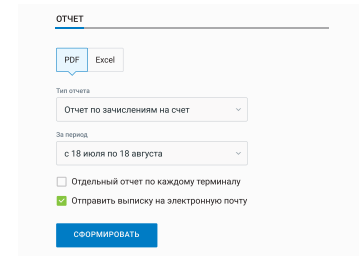 ОТЧЕТ
PDF Excel
Тип отчета
Отчет по зачислениям на счет
За период
с 18 июля по 18 августа
Отдельный отчет по каждому терминалу
Отправить выписку на электронную почту
СФОРМИРОВАТЬ